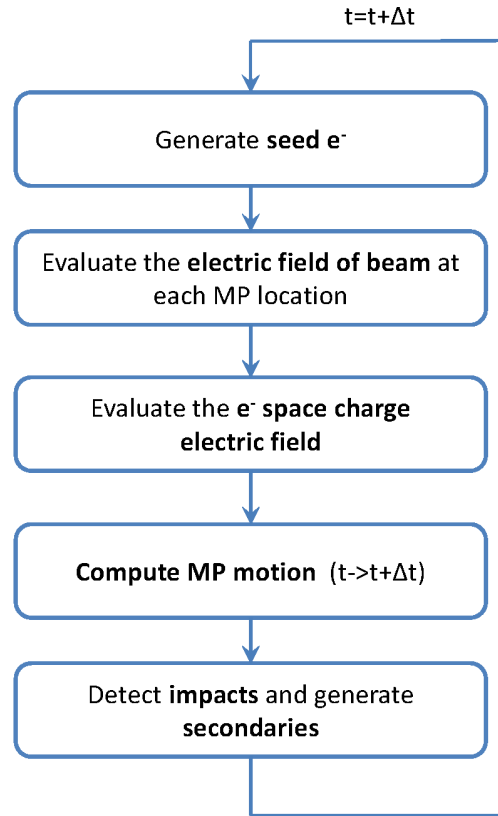 t=t+Δt
Generate seed e⁻
Evaluate the electric field of beam at
each MP location
Evaluate the e⁻ space charge
electric field
Compute MP motion (t->t+Δt)
Detect impacts and generate
secondaries